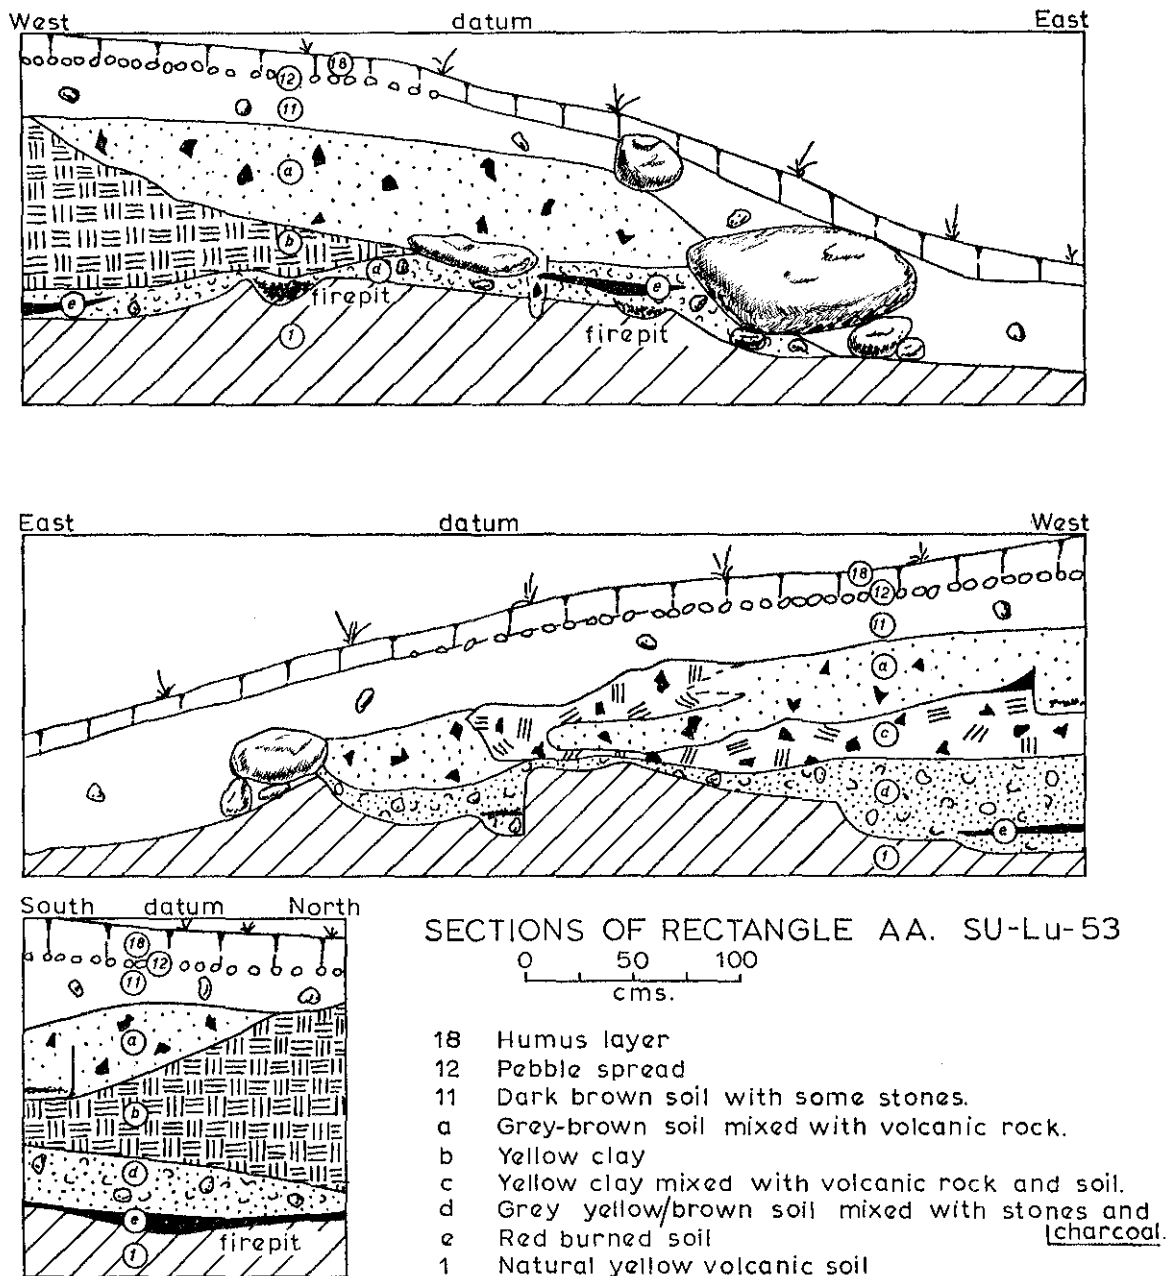 West datum East
18
12
11
a
b
d
firepit
e
e
firepit
1
East datum West
18
12
11
a
c
d
e
1
South datum North
18
12
11
a
b
d
e
firepit
1
SECTIONS OF RECTANGLE AA. SU-Lu-53
0 50 100
cms.
18 Humus layer
12 Pebble spread
11 Dark brown soil with some stones.
a Grey-brown soil mixed with volcanic rock.
b Yellow clay
c Yellow clay mixed with volcanic rock and soil.
d Grey yellow/brown soil mixed with stones and charcoal.
e Red burned soil
1 Natural yellow volcanic soil